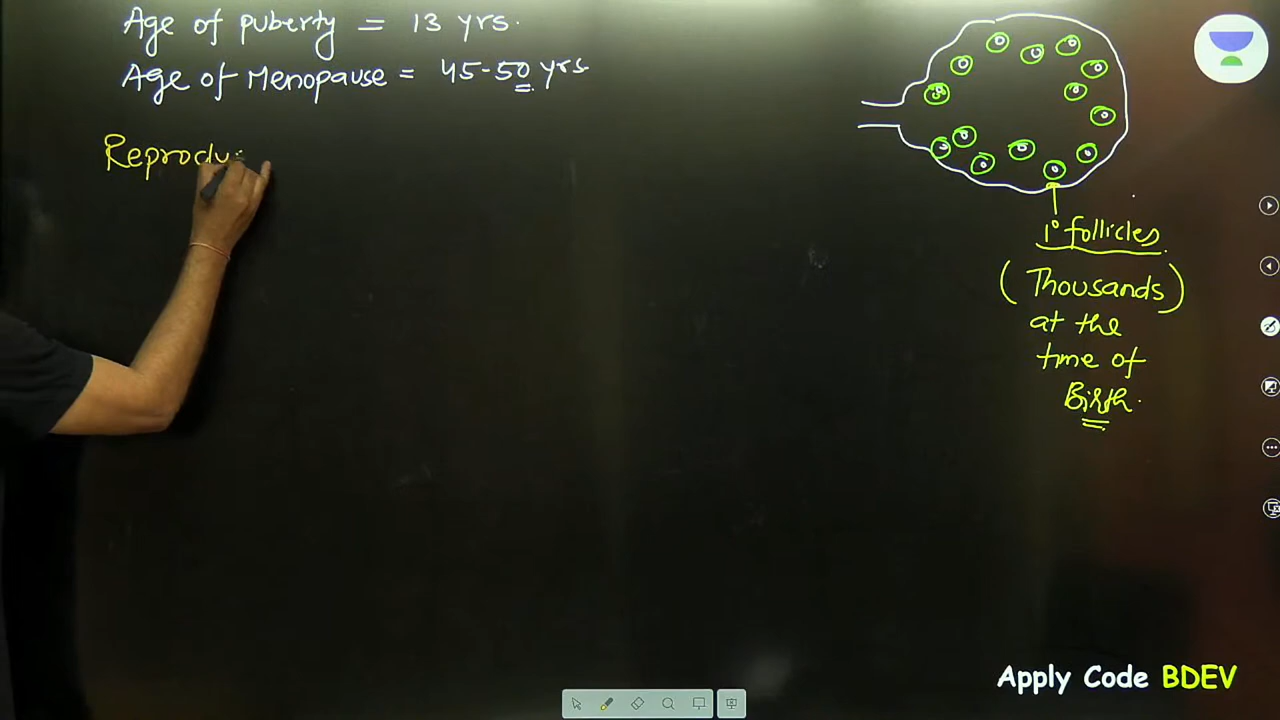 Age of puberty = 13 yrs.
Age of Menopause = 45-50 yrs
Reprodu
1° follicles
(Thousands)
at the
time of
Birth.
Apply Code BDEV